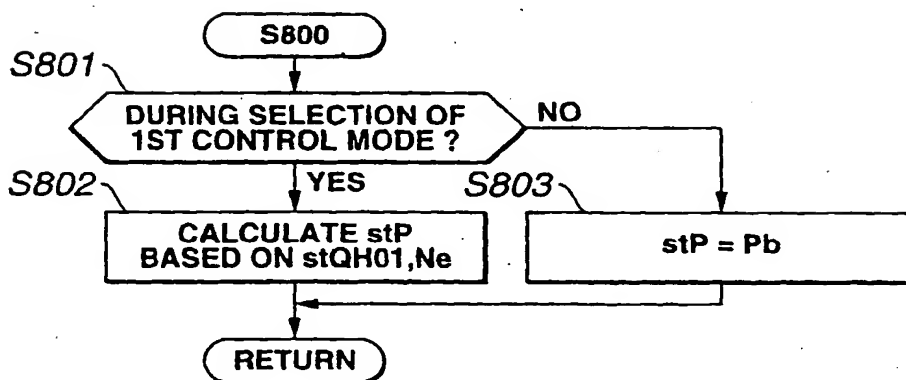 S800
S801
DURING SELECTION OF
1ST CONTROL MODE ?
NO
YES
S802
CALCULATE stP
BASED ON stQH01,Ne
S803
stP = Pb
RETURN